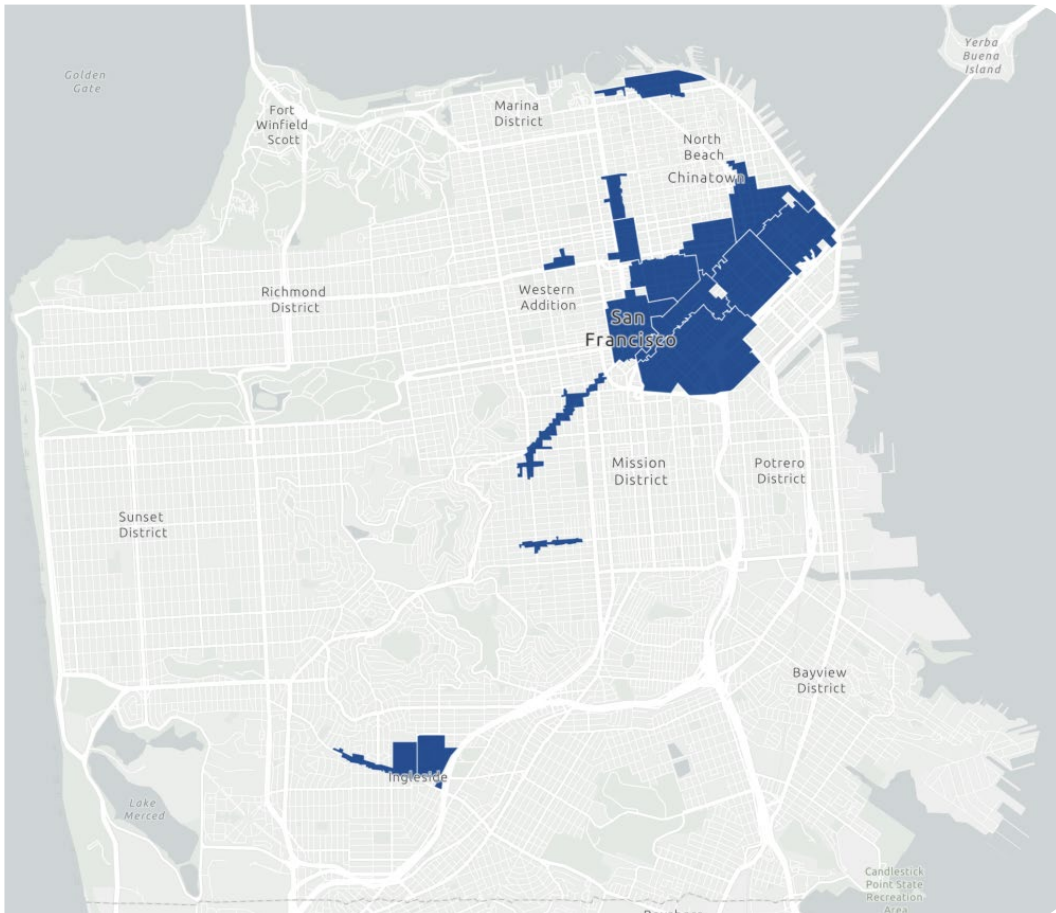 Golden
Gate
Yerba
Buena
Island
Fort
Winfield
Scott
Marina
District
North
Beach
Chinatown
Richmond
District
Western
Addition
San
Francisco
Mission
District
Potrero
District
Sunset
District
Bayview
District
Ingleside
Lake
Merced
Candlestick
Point State
Recreation
Area